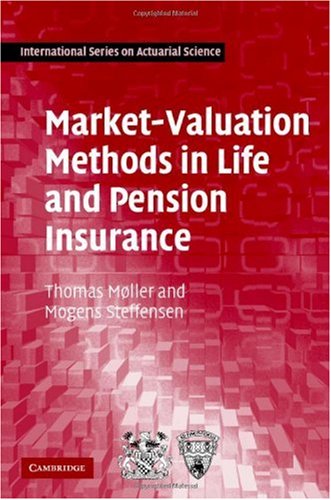 International Series on Actuarial Science
Market-Valuation
Methods in Life
and Pension
Insurance
Thomas Møller and
Mogens Steffensen
CAMBRIDGE